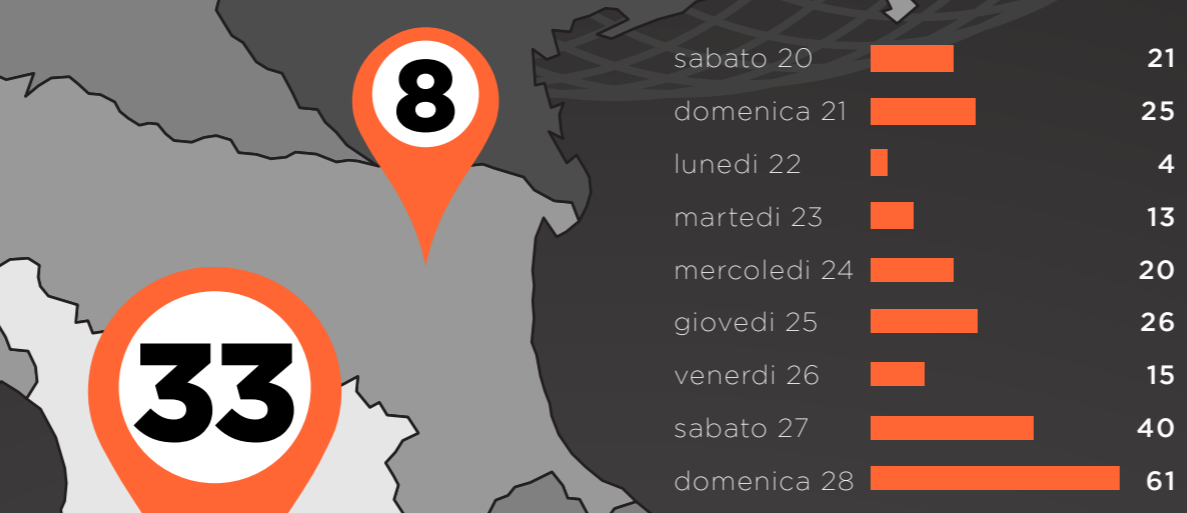 8
33
sabato 20 21
domenica 21 25
lunedi 22 4
martedi 23 13
mercoledi 24 20
giovedi 25 26
venerdi 26 15
sabato 27 40
domenica 28 61